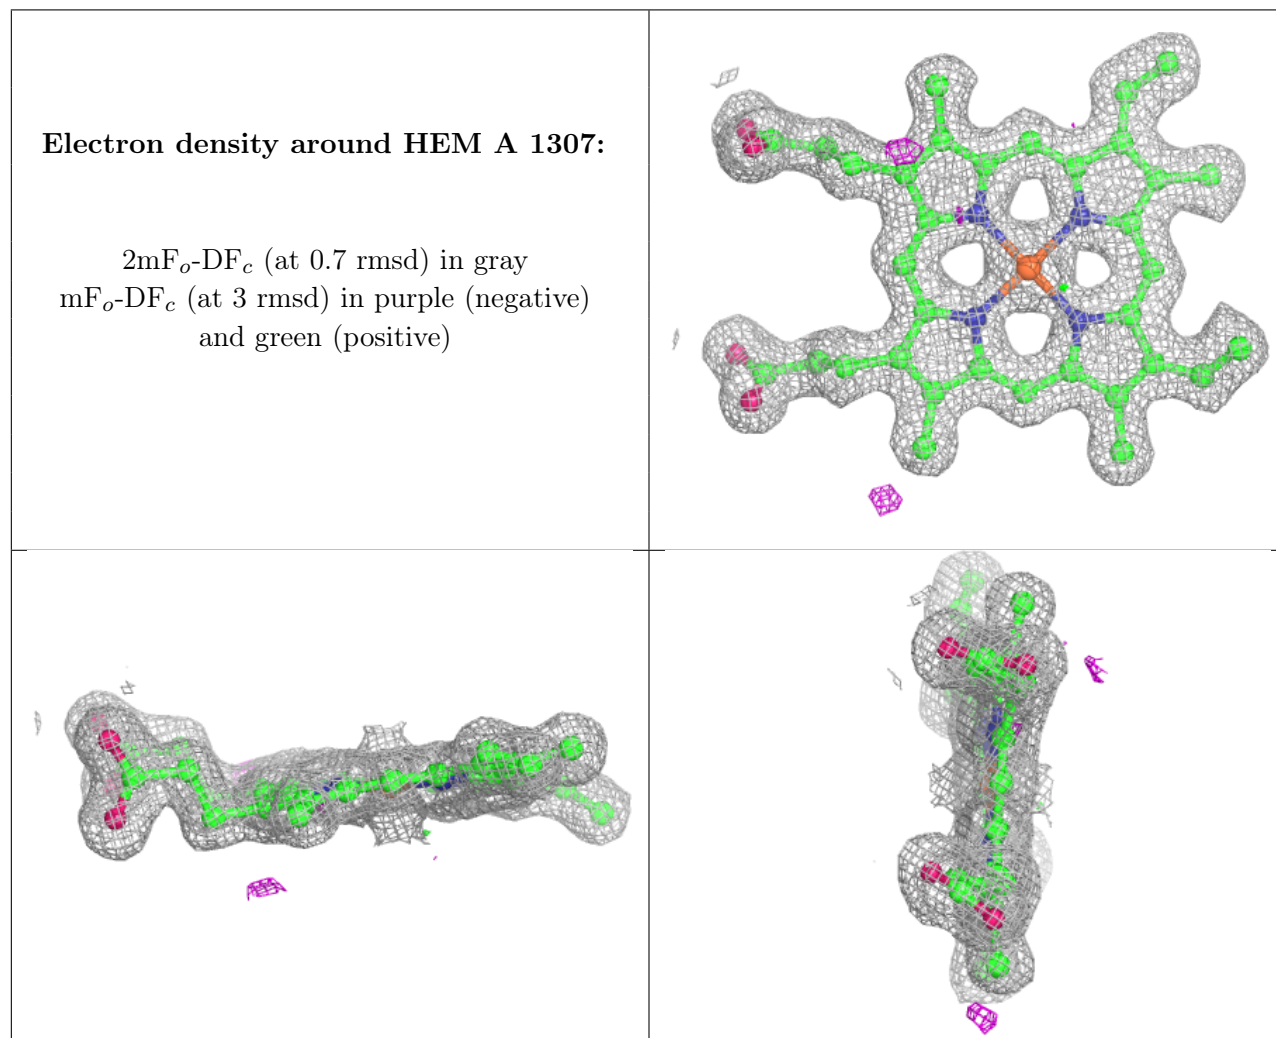 Electron density around HEM A 1307:
2mFo-DFc (at 0.7 rmsd) in gray
mFo-DFc (at 3 rmsd) in purple (negative)
and green (positive)